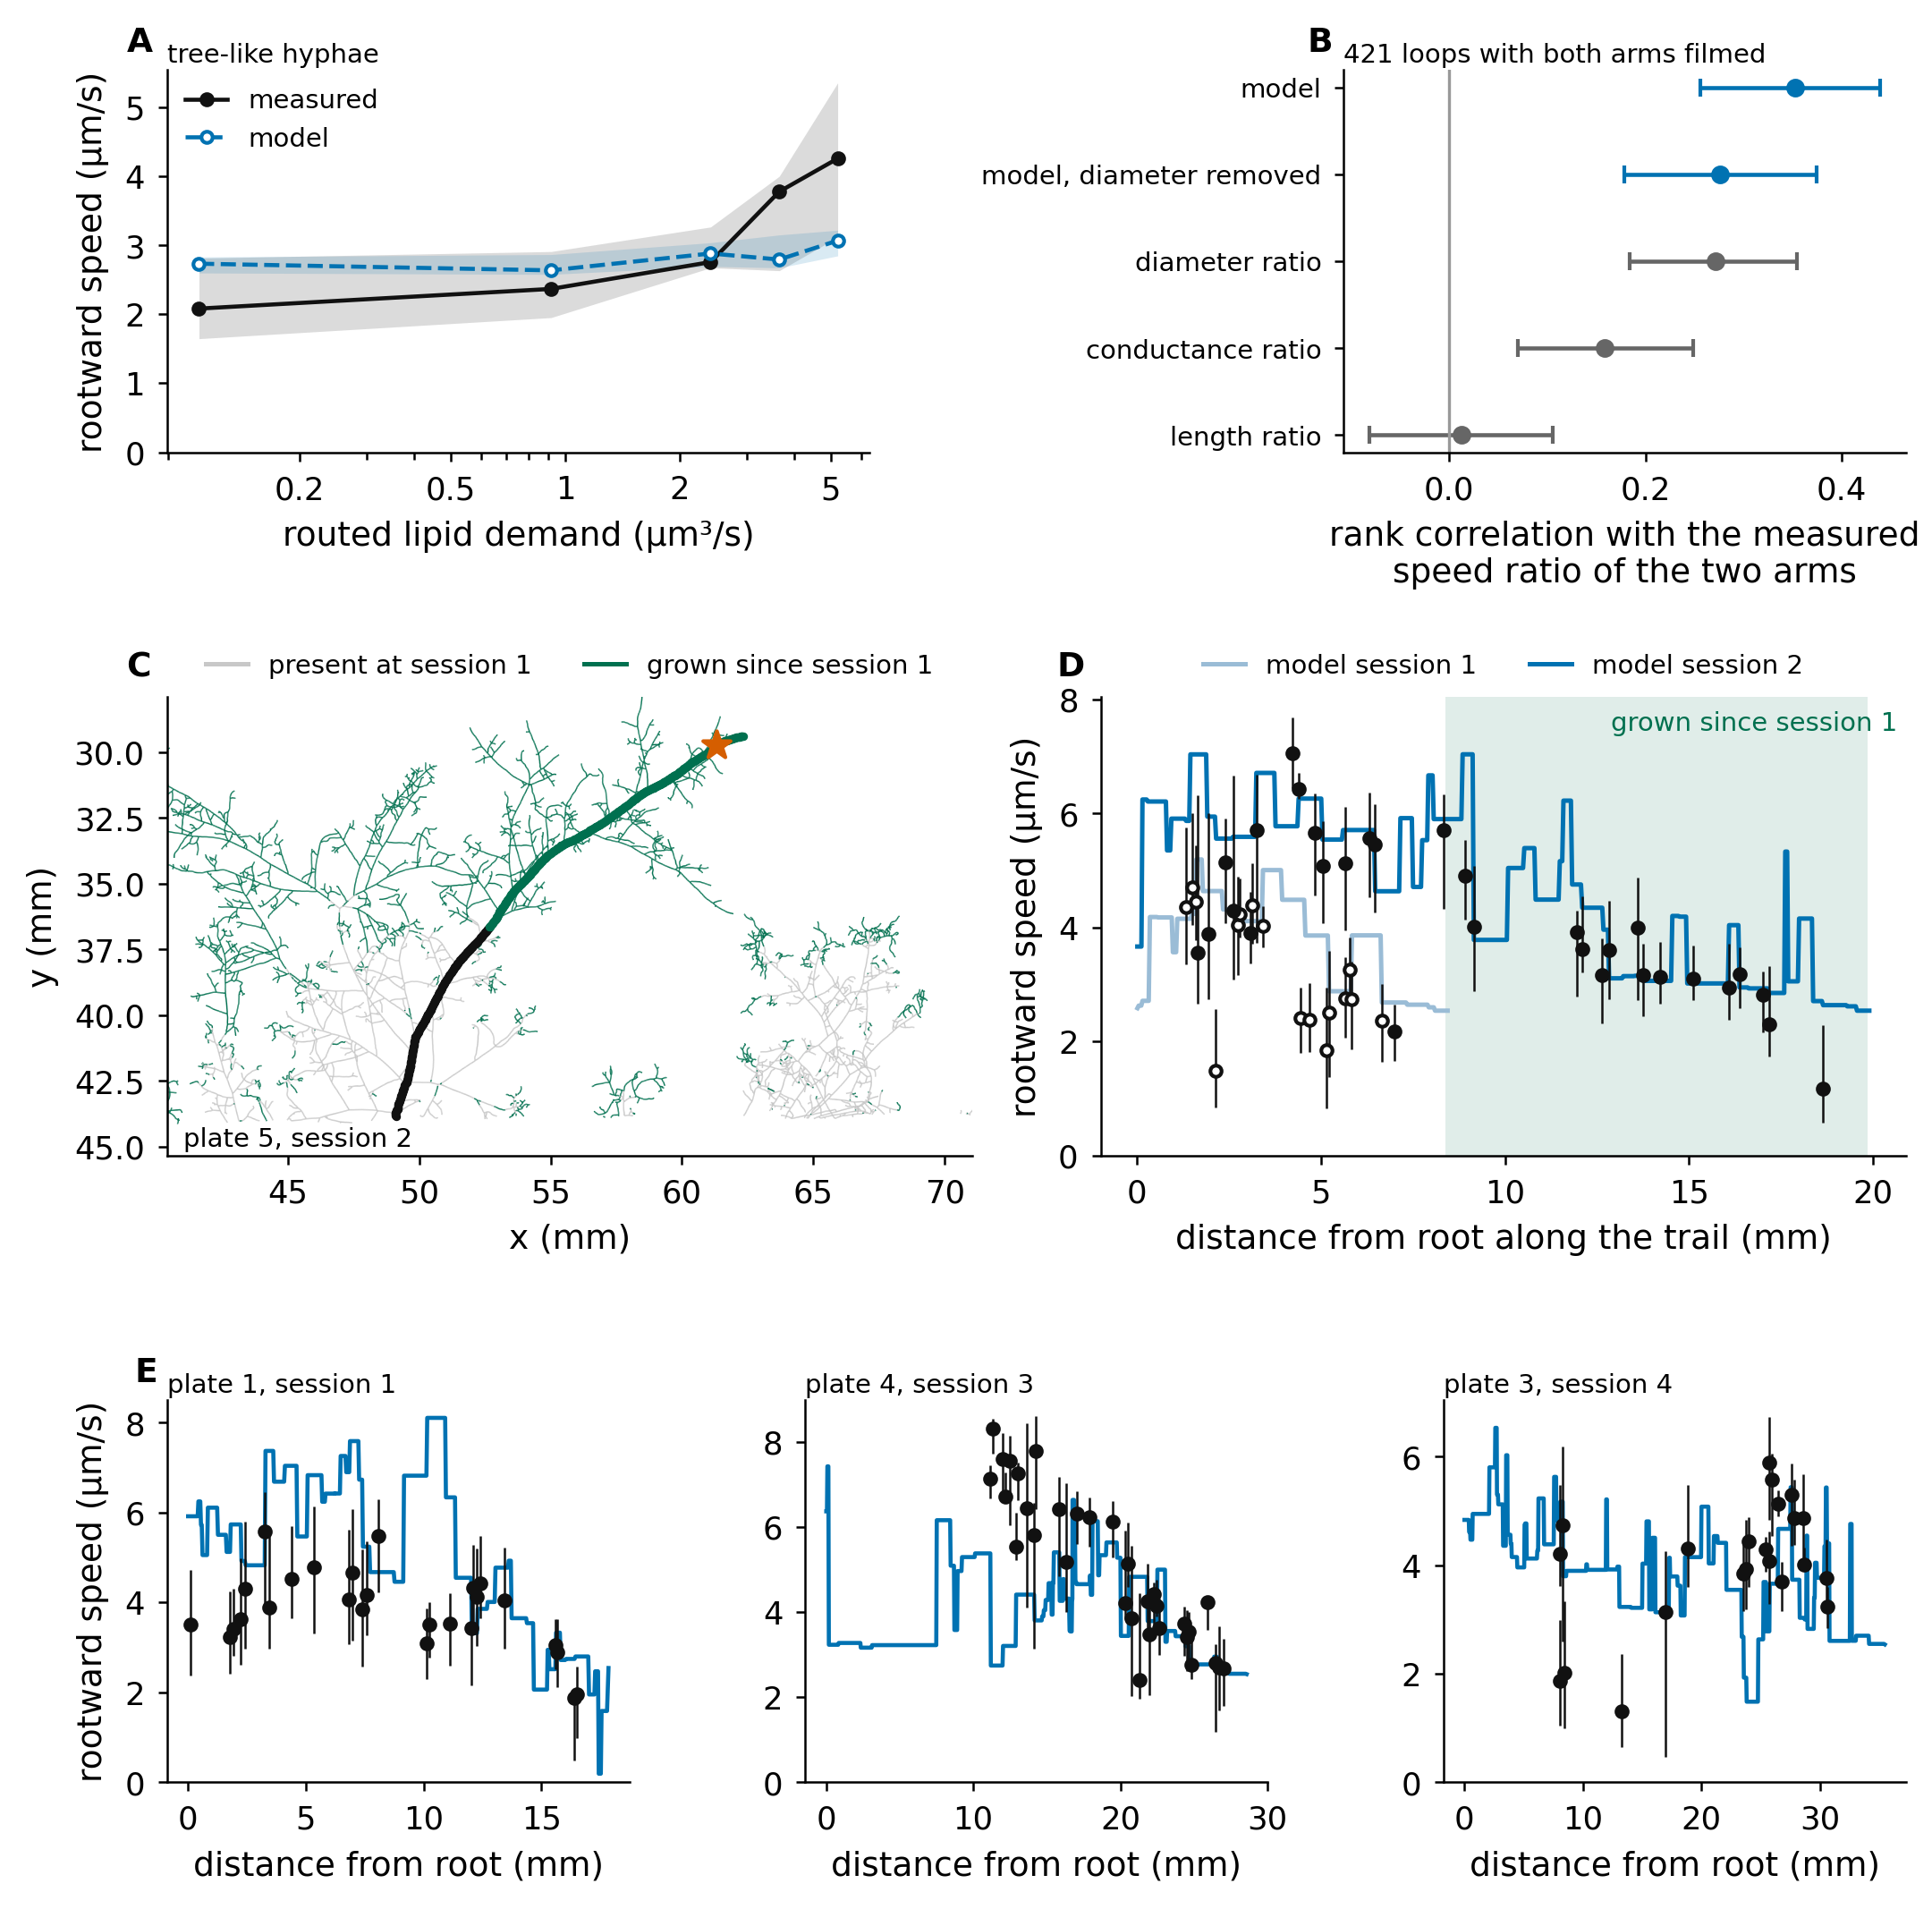 A
tree-like hyphae
measured
model
rootward speed (µm/s)
5
4
3
2
1
0
0.2
0.5
1
2
5
routed lipid demand (µm³/s)
B
421 loops with both arms filmed
model
model, diameter removed
diameter ratio
conductance ratio
length ratio
0.0
0.2
0.4
rank correlation with the measured
speed ratio of the two arms
C
present at session 1
grown since session 1
y (mm)
30.0
32.5
35.0
37.5
40.0
42.5
45.0
plate 5, session 2
45
50
55
60
65
70
x (mm)
D
model session 1
model session 2
grown since session 1
rootward speed (µm/s)
8
6
4
2
0
0
5
10
15
20
distance from root along the trail (mm)
E
plate 1, session 1
rootward speed (µm/s)
8
6
4
2
0
0
5
10
15
distance from root (mm)
plate 4, session 3
8
6
4
2
0
0
10
20
30
distance from root (mm)
plate 3, session 4
6
4
2
0
0
10
20
30
distance from root (mm)